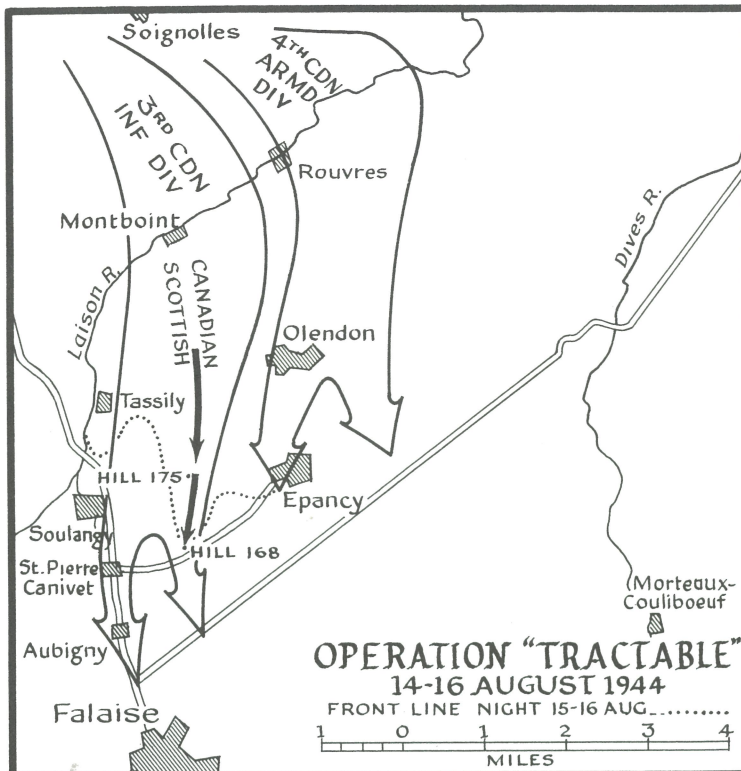 Soignolles
4TH CDN
ARMD
DIV
3RD CDN
INF DIV
Rouvres
Montboint
Dives R.
Laison R.
CANADIAN
SCOTTISH
Olendon
Tassily
HILL 175
Epancy
Soulangy
HILL 168
St. Pierre
Canivet
Morteaux-
Couliboeuf
Aubigny
OPERATION "TRACTABLE"
14-16 AUGUST 1944
Falaise
FRONT LINE NIGHT 15-16 AUG..........
1 0 1 2 3 4
MILES